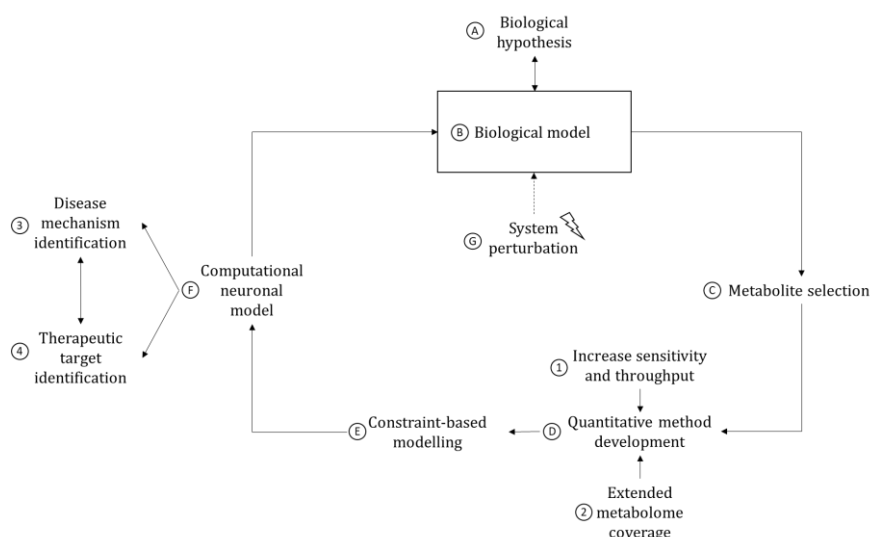 A Biological
hypothesis
B Biological model
3 Disease
mechanism
identification
G System
perturbation
F Computational
neuronal
model
C Metabolite selection
4 Therapeutic
target
identification
1 Increase sensitivity
and throughput
E Constraint-based
modelling
D Quantitative method
development
2 Extended
metabolome
coverage